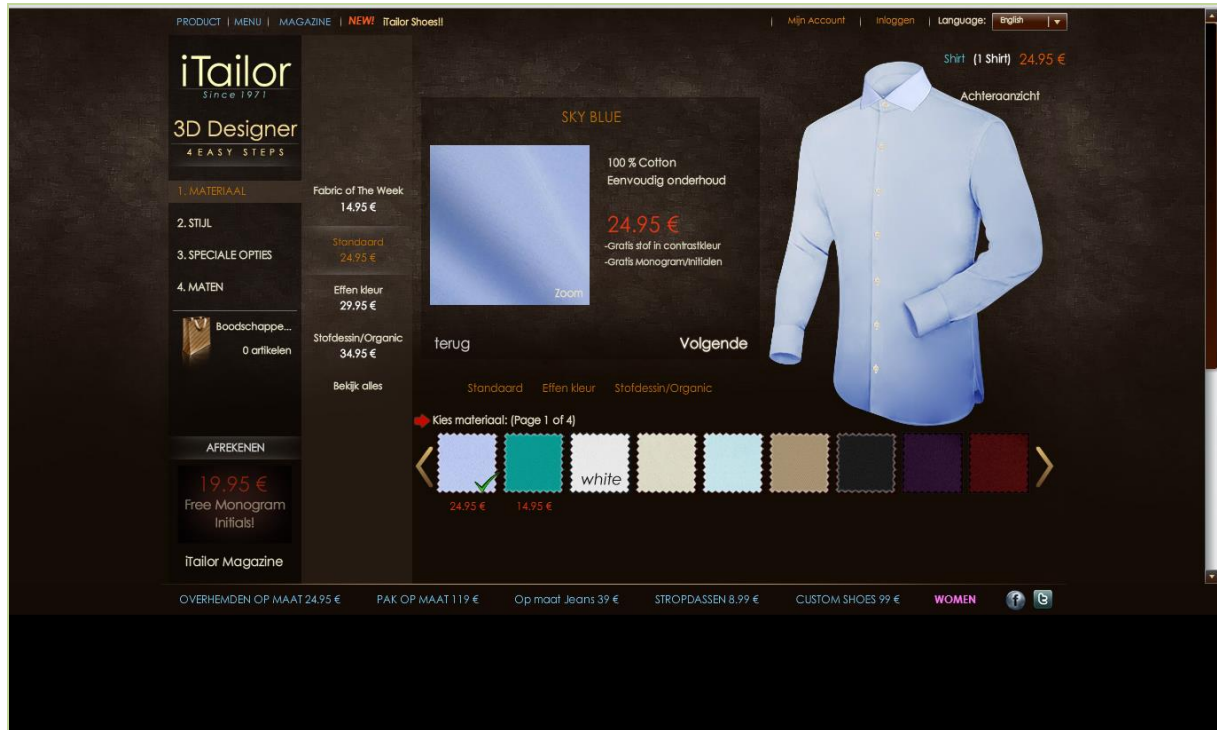 PRODUCT | MENU | MAGAZINE | NEW! iTailor Shoes!!
| Mijn Account | Inloggen | Language: English
iTailor
Since 1971
3D Designer
4 EASY STEPS
1. MATERIAAL
2. STIJL
3. SPECIALE OPTIES
4. MATEN
Boodschappe...
0 artikelen
AFREKENEN
19.95 €
Free Monogram
Initials!
iTailor Magazine
Fabric of The Week
14.95 €
Standaard
24.95 €
Effen kleur
29.95 €
Stofdessin/Organic
34.95 €
Bekijk alles
SKY BLUE
Zoom
100 % Cotton
Eenvoudig onderhoud
24.95 €
-Gratis stof in contrastkleur
-Gratis Monogram/Initialen
terug Volgende
Shirt (1 Shirt) 24.95 €
Achteraanzicht
Standaard Effen kleur Stofdessin/Organic
Kies materiaal: (Page 1 of 4)
white
24.95 € 14.95 €
OVERHEMDEN OP MAAT 24.95 € PAK OP MAAT 119 € Op maat Jeans 39 € STROPDASSEN 8.99 € CUSTOM SHOES 99 € WOMEN